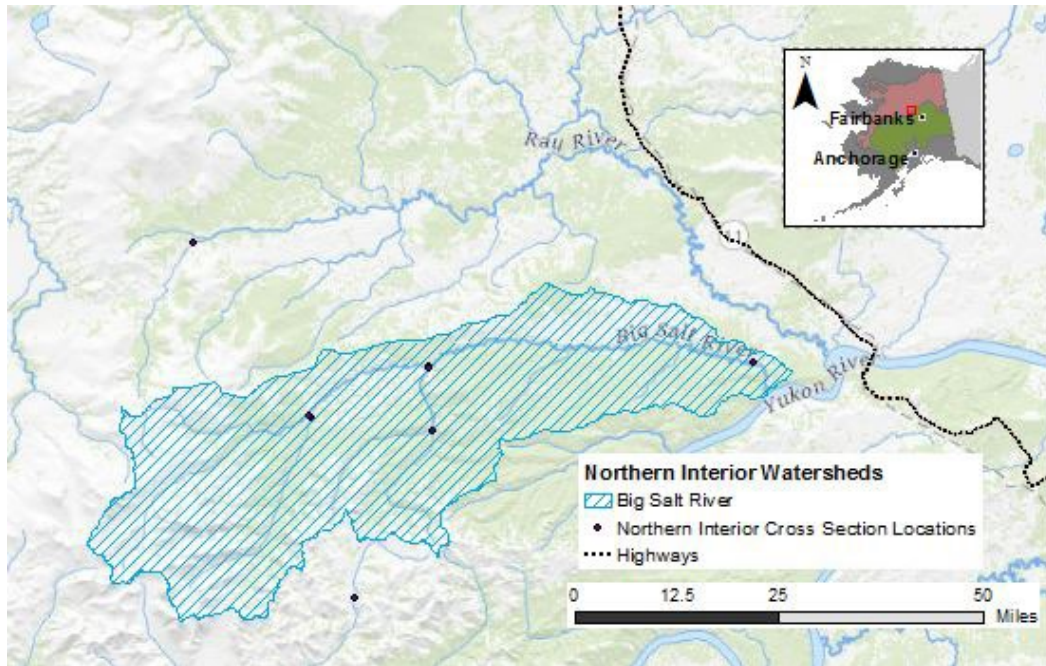 N
Fairbanks
Anchorage
Ray River
11
Big Salt River
Yukon River
Northern Interior Watersheds
Big Salt River
Northern Interior Cross Section Locations
Highways
0 12.5 25 50
Miles